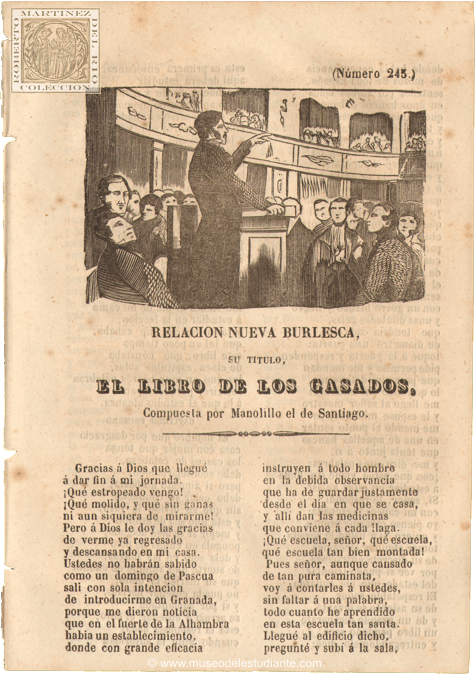 ROBERTO MARTINEZ DEL RIO
COLECCION
(Número 245.)
RELACION NUEVA BURLESCA,
SU TITULO,
EL LIBRO DE LOS CASADOS,
Compuesta por Manolillo el de Santiago.
Gracias á Dios que llegué
á dar fin á mi jornada.
¡Qué estropeado vengo!
¡Qué molido, y qué sin ganas
ni aun siquiera de mirarme!
Pero á Dios le doy las gracias
de verme ya regresado
y descansando en mi casa.
Ustedes no habrán sabido
como un domingo de Pascua
salí con sola intencion
de introducirme en Granada,
porque me dieron noticia
que en el fuerte de la Alhambra
habia un establecimiento,
donde con grande eficacia
instruyen á todo hombre
en la debida observancia
que ha de guardar justamente
desde el dia en que se casa,
y allí dan las medicinas
que conviene á cada llaga.
¡Qué escuela, señor, qué escuela,
qué escuela tan bien montada!
Pues señor, aunque cansado
de tan pura caminata,
voy á contarles á ustedes,
sin faltar á una palabra,
todo cuanto he aprendido
en esta escuela tan santa.
Llegué al edificio dicho,
pregunté y subí á la sala,
© www.museodelestudiante.com